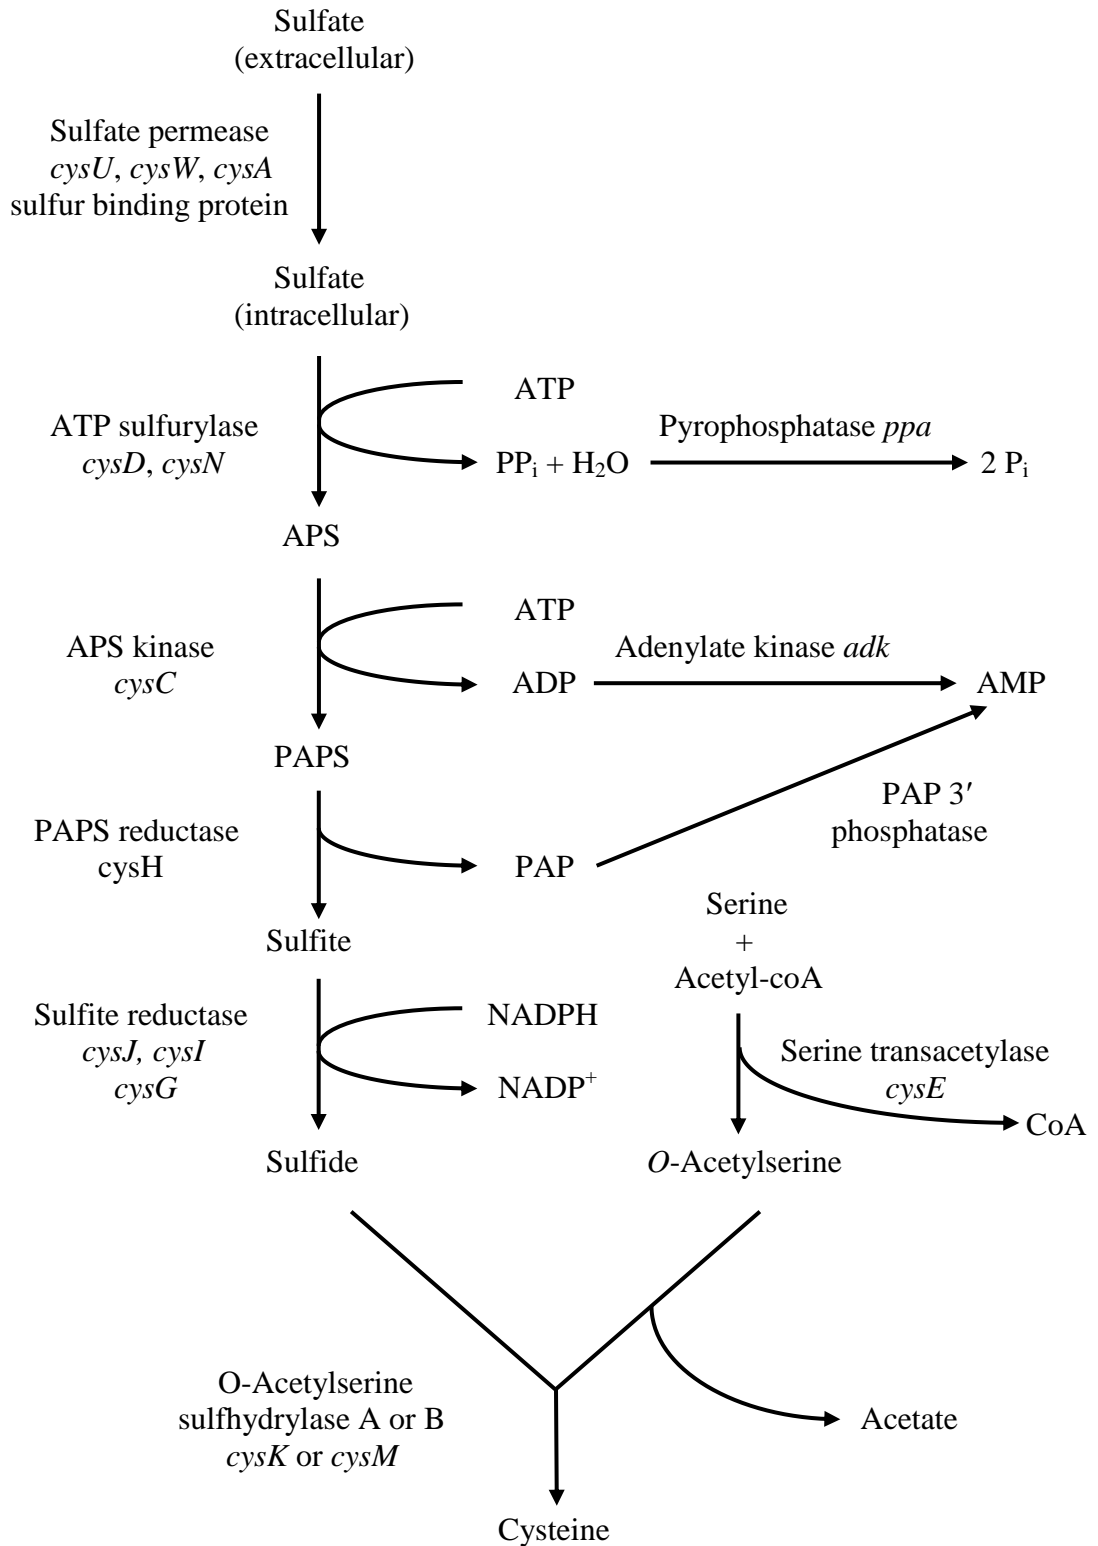 Sulfate
(extracellular)
Sulfate permease
cysU, cysW, cysA
sulfur binding protein
Sulfate
(intracellular)
ATP
ATP sulfurylase
cysD, cysN
Pyrophosphatase ppa
PPi + H2O
2 Pi
APS
ATP
APS kinase
cysC
Adenylate kinase adk
ADP
AMP
PAPS
PAP 3′
phosphatase
PAPS reductase
cysH
PAP
Serine
+
Acetyl-coA
Sulfite
Sulfite reductase
cysJ, cysI
cysG
NADPH
NADP+
Serine transacetylase
cysE
CoA
Sulfide
O-Acetylserine
O-Acetylserine
sulfhydrylase A or B
cysK or cysM
Acetate
Cysteine